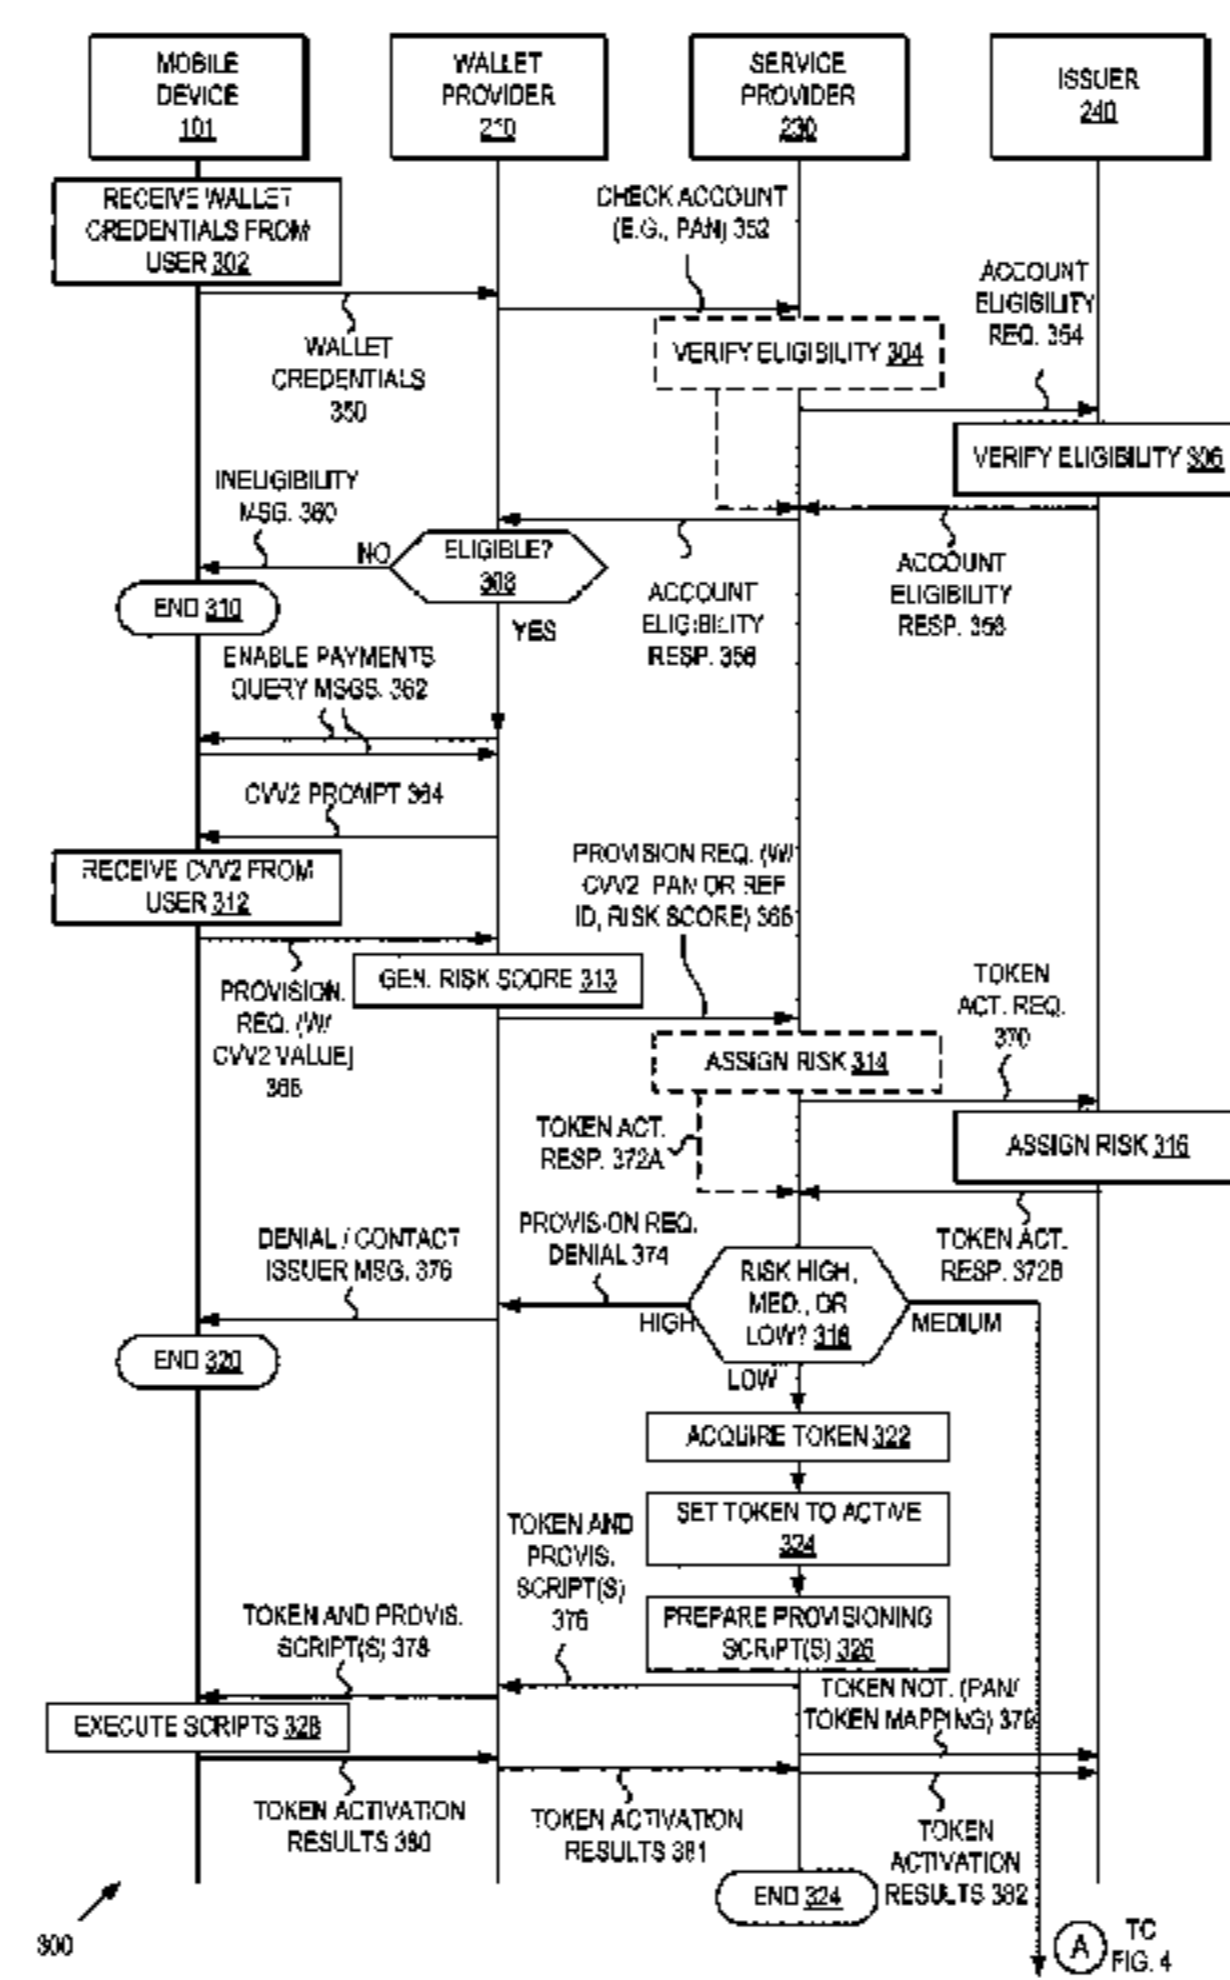 MOBILE
DEVICE
101
WALLET
PROVIDER
210
SERVICE
PROVIDER
230
ISSUER
240
RECEIVE WALLET
CREDENTIALS FROM
USER 302
CHECK ACCOUNT
(E.G., PAN) 352
ACCOUNT
ELIGIBILITY
REQ. 354
WALLET
CREDENTIALS
350
VERIFY ELIGIBILITY 304
VERIFY ELIGIBILITY 306
INELIGIBILITY
MSG. 360
NO
ELIGIBLE?
308
END 310
YES
ACCOUNT
ELIGIBILITY
RESP. 356
ACCOUNT
ELIGIBILITY
RESP. 358
ENABLE PAYMENTS
QUERY MSGS. 362
CVV2 PROMPT 364
RECEIVE CVV2 FROM
USER 312
PROVISION REQ. (W/
CVV2, PAN OR REF
ID, RISK SCORE) 366
GEN. RISK SCORE 313
PROVISION.
REQ. (W/
CVV2 VALUE)
TOKEN
ACT. REQ.
370
ASSIGN RISK 314
TOKEN ACT.
RESP. 372A
ASSIGN RISK 316
PROVISION REQ.
DENIAL 374
DENIAL / CONTACT
ISSUER MSG. 376
TOKEN ACT.
RESP. 372B
RISK HIGH,
MED., OR
LOW? 318
HIGH
MEDIUM
END 320
LOW
ACQUIRE TOKEN 322
SET TOKEN TO ACTIVE
324
TOKEN AND
PROVIS.
SCRIPT(S)
376
PREPARE PROVISIONING
SCRIPT(S) 326
TOKEN AND PROVIS.
SCRIPT(S) 378
TOKEN NOT. (PAN/
TOKEN MAPPING) 379
EXECUTE SCRIPTS 328
TOKEN ACTIVATION
RESULTS 380
TOKEN ACTIVATION
RESULTS 381
TOKEN
ACTIVATION
RESULTS 382
END 324
300
A
TO
FIG. 4